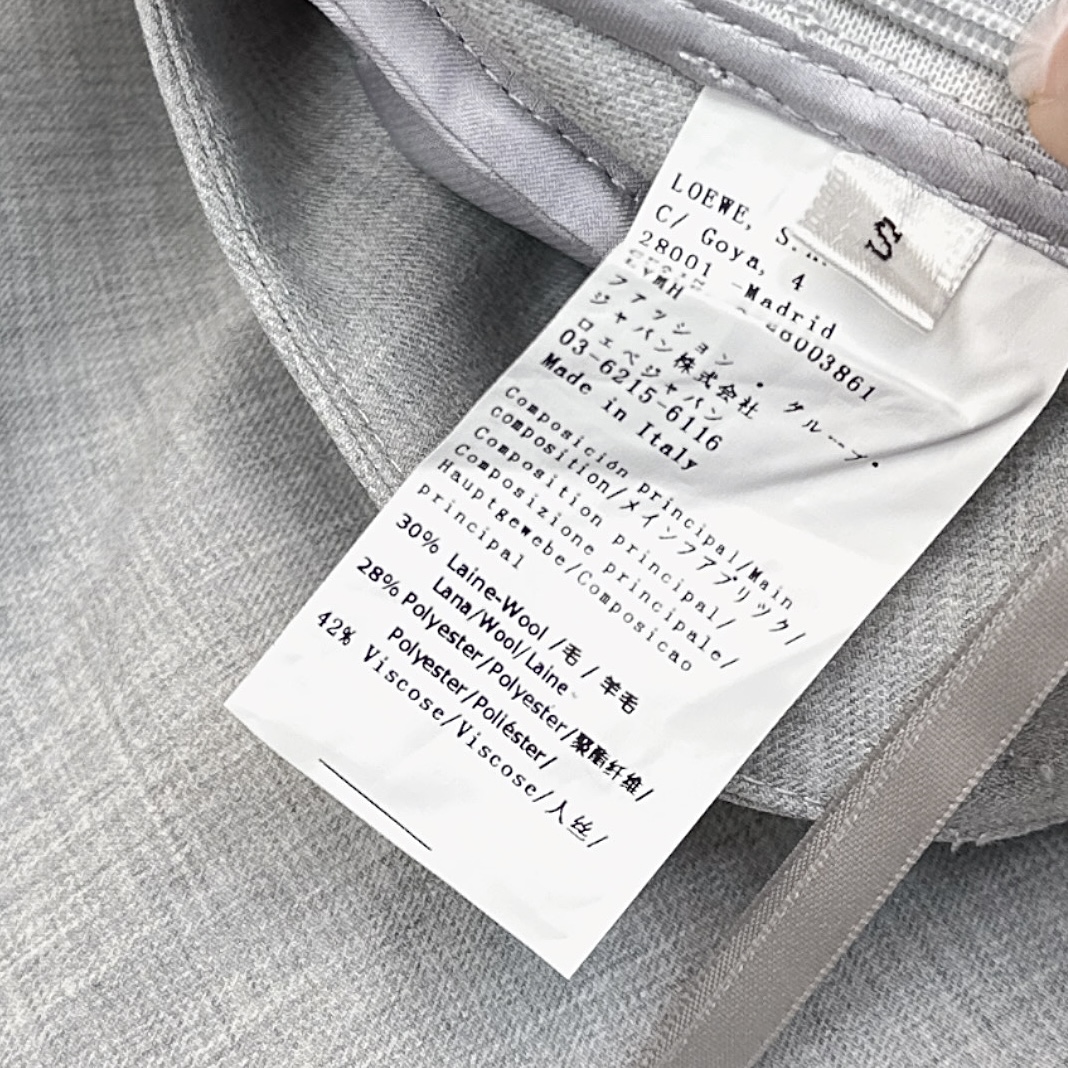 S
LOEWE, S.
C/ Goya, 4
28001 -Madrid
LVMH
ファッション・グループ・
ジャパン株式会社
ロエベジャパン
03-6215-6116
Made in Italy
Composición principal/Main
composition/メインファブリック/
Composition principal/
Composizione principale/
Hauptgewebe/Composicao
principal
30% Laine-Wool /毛/ 羊毛
Lana/Wool/Laine
28% Polyester/Polyester/聚酯纤维/
Polyester/Poliéster/
42% Viscose/Viscose/人丝/